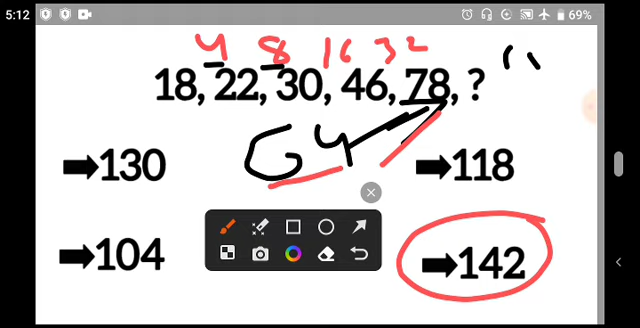 5:12 69%
4 8 16 32
18, 22, 30, 46, 78, ?
64
➡130 ➡118
➡104 ➡142